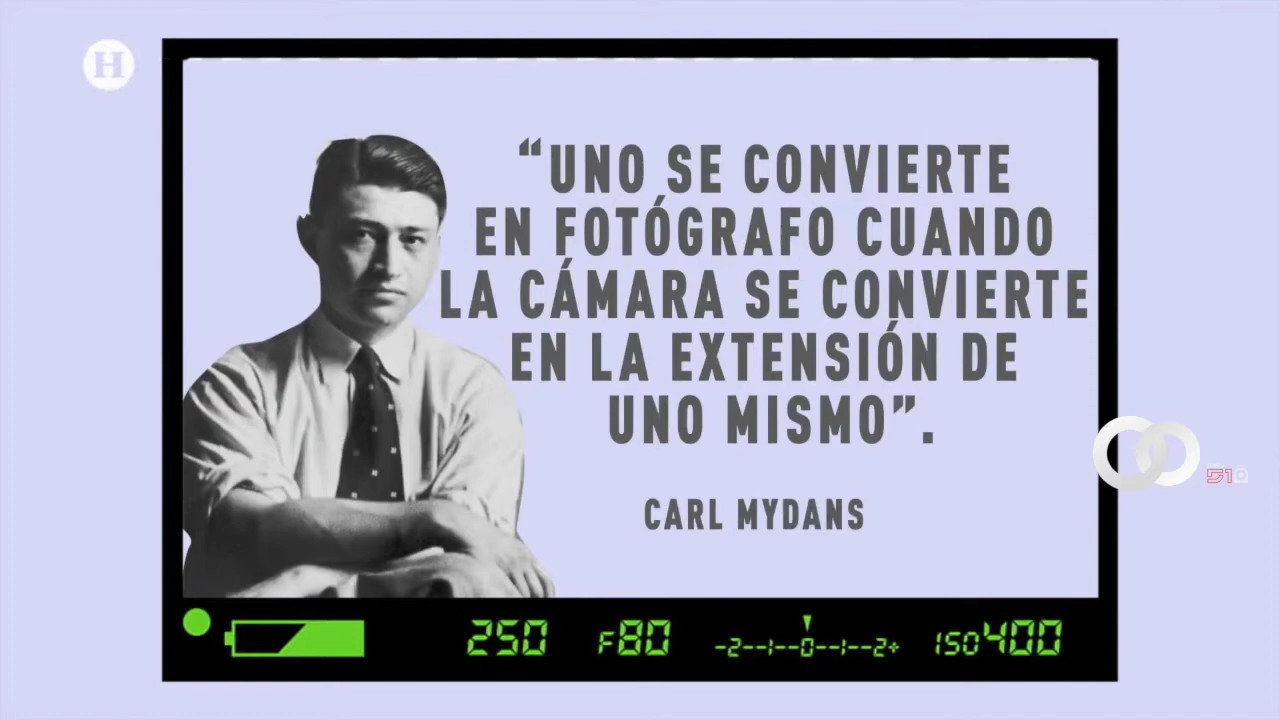 H
“UNO SE CONVIERTE
EN FOTÓGRAFO CUANDO
LA CÁMARA SE CONVIERTE
EN LA EXTENSIÓN DE
UNO MISMO”.
CARL MYDANS
51
250 F80 -2--1--0--1--2+ ISO400